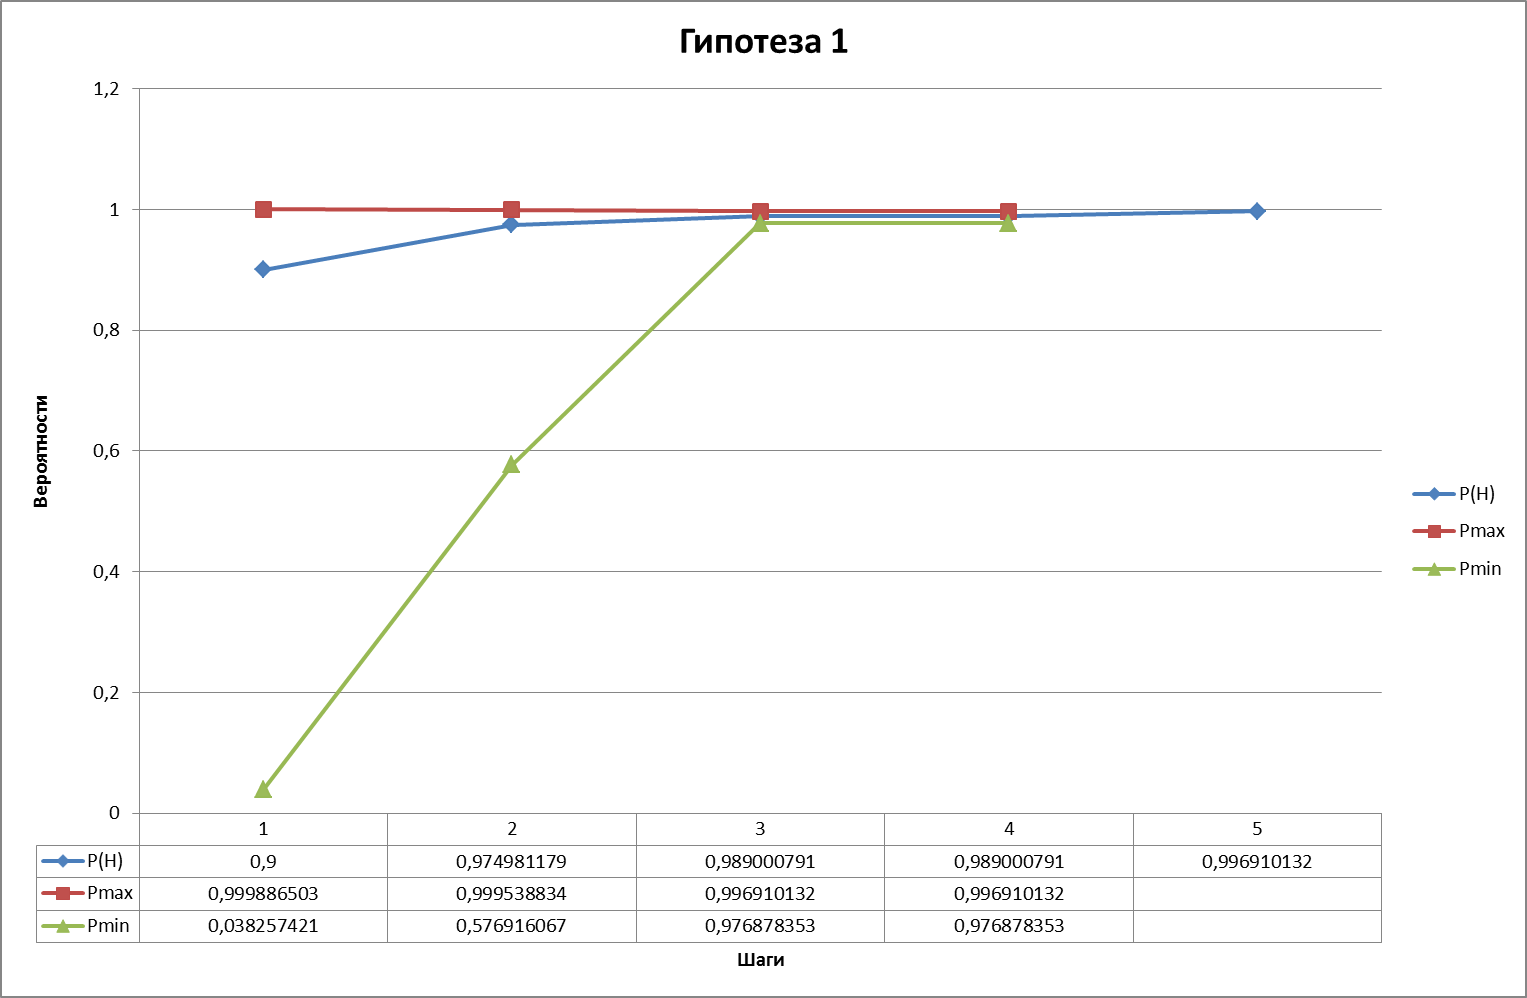 Гипотеза 1
1,2
1
0,8
0,6
0,4
0,2
0
Вероятности
P(H)
Pmax
Pmin
1 2 3 4 5
P(H) 0,9 0,974981179 0,989000791 0,989000791 0,996910132
Pmax 0,999886503 0,999538834 0,996910132 0,996910132
Pmin 0,038257421 0,576916067 0,976878353 0,976878353
Шаги